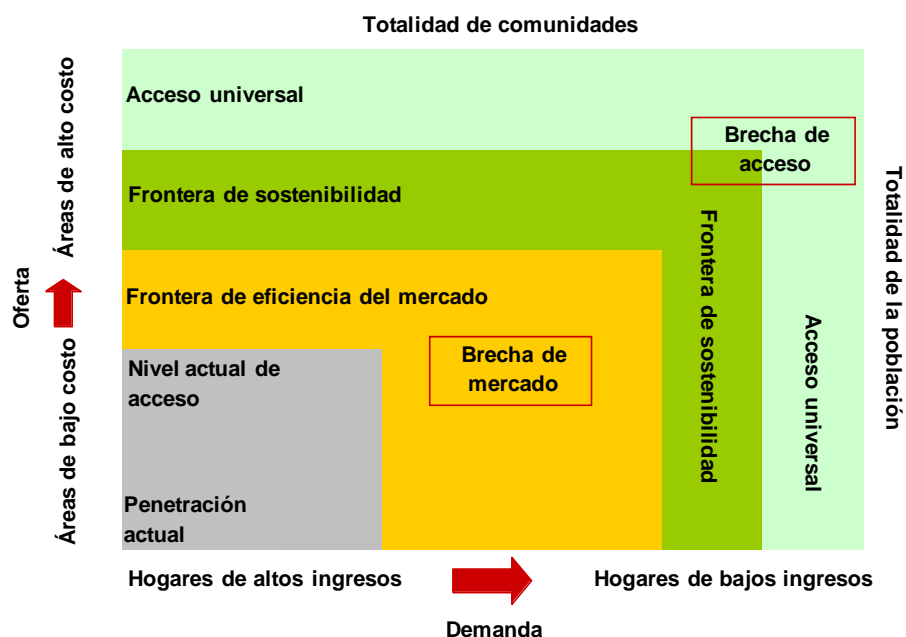 Totalidad de comunidades
Áreas de alto costo
Acceso universal
Brecha de
acceso
Frontera de sostenibilidad
Totalidad de la población
Oferta
Frontera de eficiencia del mercado
Frontera de sostenibilidad
Acceso universal
Nivel actual de
acceso
Brecha de
mercado
Áreas de bajo costo
Penetración
actual
Hogares de altos ingresos
Hogares de bajos ingresos
Demanda